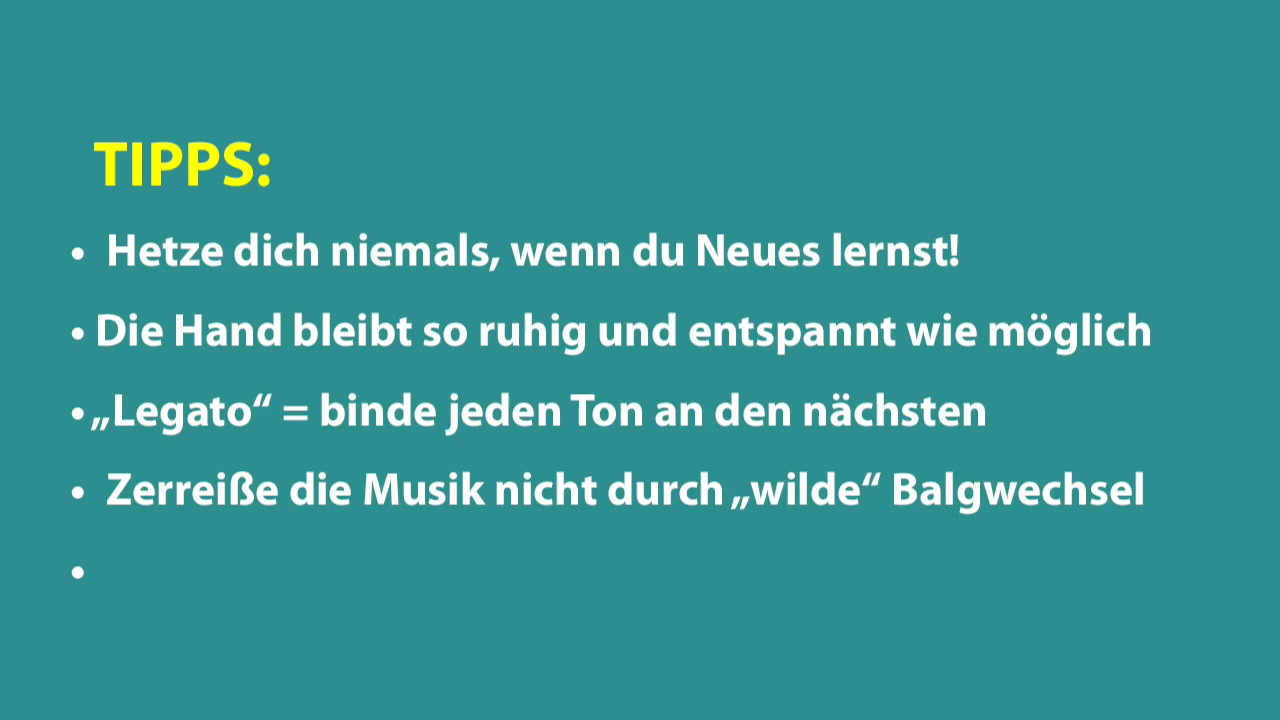 TIPPS:
• Hetze dich niemals, wenn du Neues lernst!
• Die Hand bleibt so ruhig und entspannt wie möglich
• „Legato“ = binde jeden Ton an den nächsten
• Zerreiße die Musik nicht durch „wilde“ Balgwechsel
•